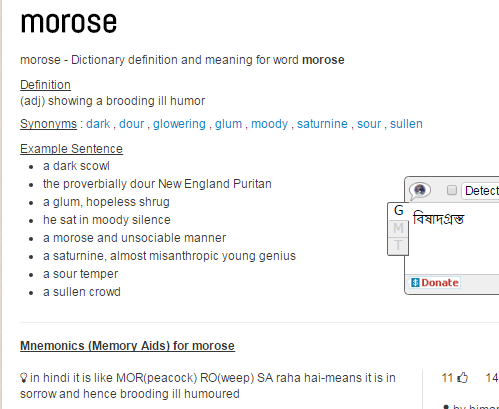 morose
morose - Dictionary definition and meaning for word morose
Definition
(adj) showing a brooding ill humor
Synonyms : dark , dour , glowering , glum , moody , saturnine , sour , sullen
Example Sentence
a dark scowl
the proverbially dour New England Puritan
a glum, hopeless shrug
he sat in moody silence
a morose and unsociable manner
a saturnine, almost misanthropic young genius
a sour temper
a sullen crowd
Detect
G
M
T
বিষাদগ্রস্ত
Donate
Mnemonics (Memory Aids) for morose
in hindi it is like MOR(peacock) RO(weep) SA raha hai-means it is in
sorrow and hence brooding ill humoured
11 14